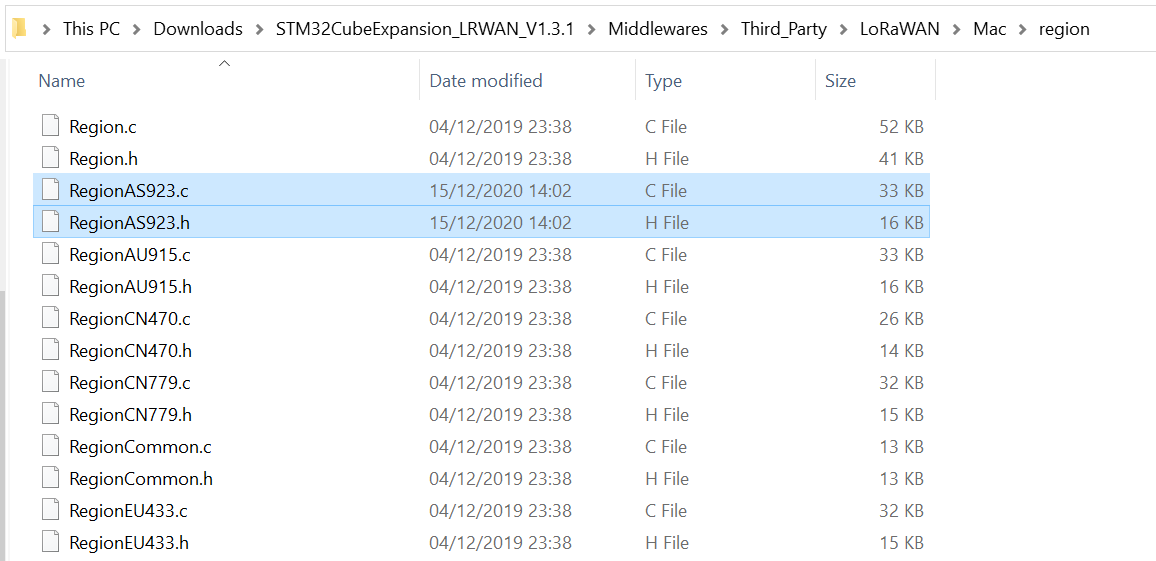 This PC > Downloads > STM32CubeExpansion_LRWAN_V1.3.1 > Middlewares > Third_Party > LoRaWAN > Mac > region
Name Date modified Type Size
Region.c 04/12/2019 23:38 C File 52 KB
Region.h 04/12/2019 23:38 H File 41 KB
RegionAS923.c 15/12/2020 14:02 C File 33 KB
RegionAS923.h 15/12/2020 14:02 H File 16 KB
RegionAU915.c 04/12/2019 23:38 C File 33 KB
RegionAU915.h 04/12/2019 23:38 H File 16 KB
RegionCN470.c 04/12/2019 23:38 C File 26 KB
RegionCN470.h 04/12/2019 23:38 H File 14 KB
RegionCN779.c 04/12/2019 23:38 C File 32 KB
RegionCN779.h 04/12/2019 23:38 H File 15 KB
RegionCommon.c 04/12/2019 23:38 C File 13 KB
RegionCommon.h 04/12/2019 23:38 H File 13 KB
RegionEU433.c 04/12/2019 23:38 C File 32 KB
RegionEU433.h 04/12/2019 23:38 H File 15 KB